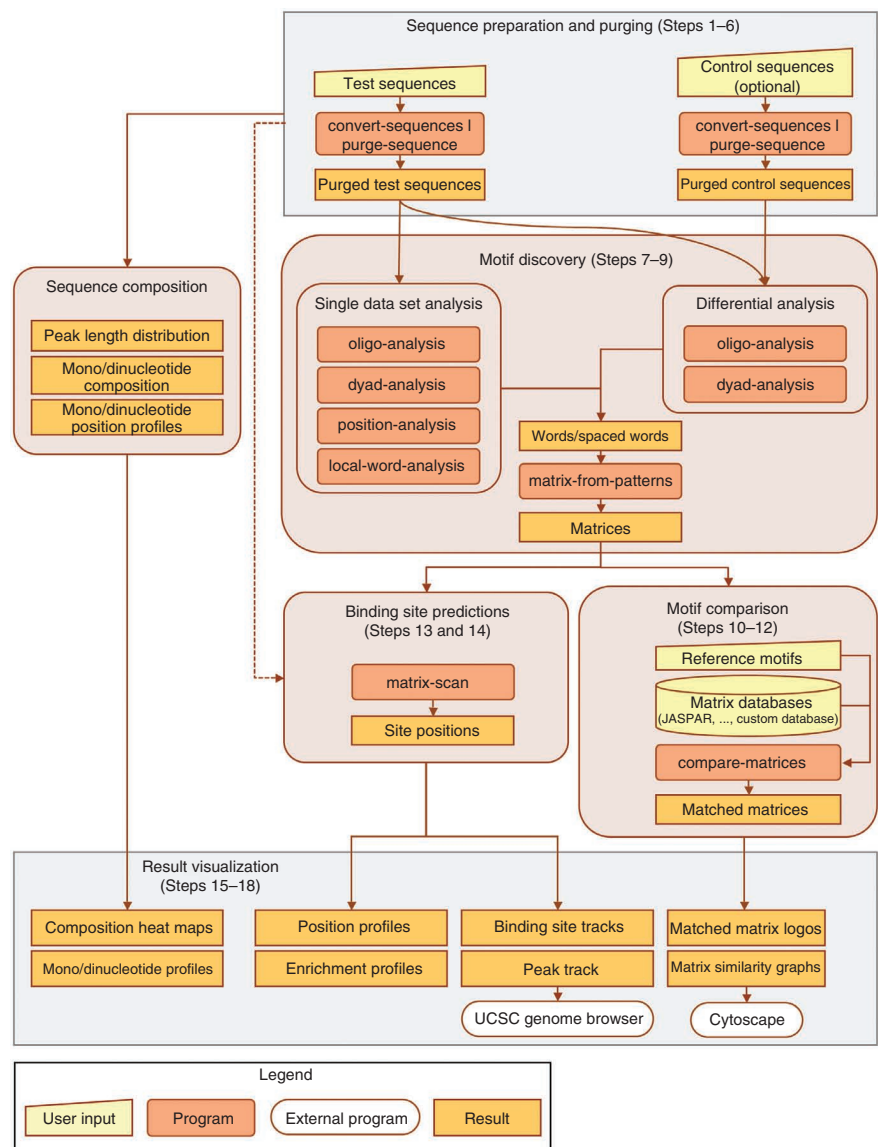 Sequence preparation and purging (Steps 1–6)
Test sequences
Control sequences
(optional)
convert-sequences I
purge-sequence
convert-sequences I
purge-sequence
Purged test sequences
Purged control sequences
Sequence composition
Peak length distribution
Mono/dinucleotide
composition
Mono/dinucleotide
position profiles
Motif discovery (Steps 7–9)
Single data set analysis
oligo-analysis
dyad-analysis
position-analysis
local-word-analysis
Differential analysis
oligo-analysis
dyad-analysis
Words/spaced words
matrix-from-patterns
Matrices
Binding site predictions
(Steps 13 and 14)
matrix-scan
Site positions
Motif comparison
(Steps 10–12)
Reference motifs
Matrix databases
(JASPAR, ..., custom database)
compare-matrices
Matched matrices
Result visualization
(Steps 15–18)
Composition heat maps
Mono/dinucleotide profiles
Position profiles
Enrichment profiles
Binding site tracks
Peak track
UCSC genome browser
Matched matrix logos
Matrix similarity graphs
Cytoscape
Legend
User input
Program
External program
Result